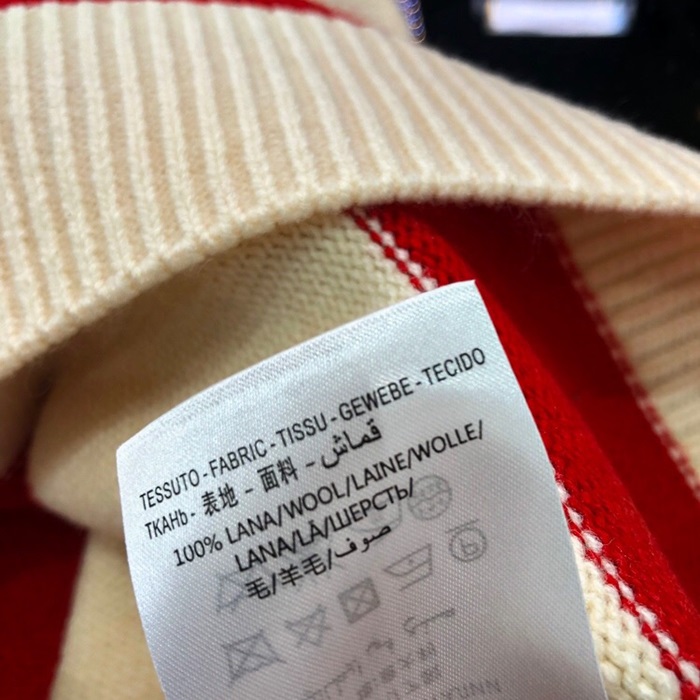 TESSUTO - FABRIC - TISSU - GEWEBE - TECIDO
ТКАНЬ - 表地 - 面料 - قماش
100% LANA/WOOL/LAINE/WOLLE/
LANA/LÃ/ШЕРСТЬ/
毛/羊毛/صوف